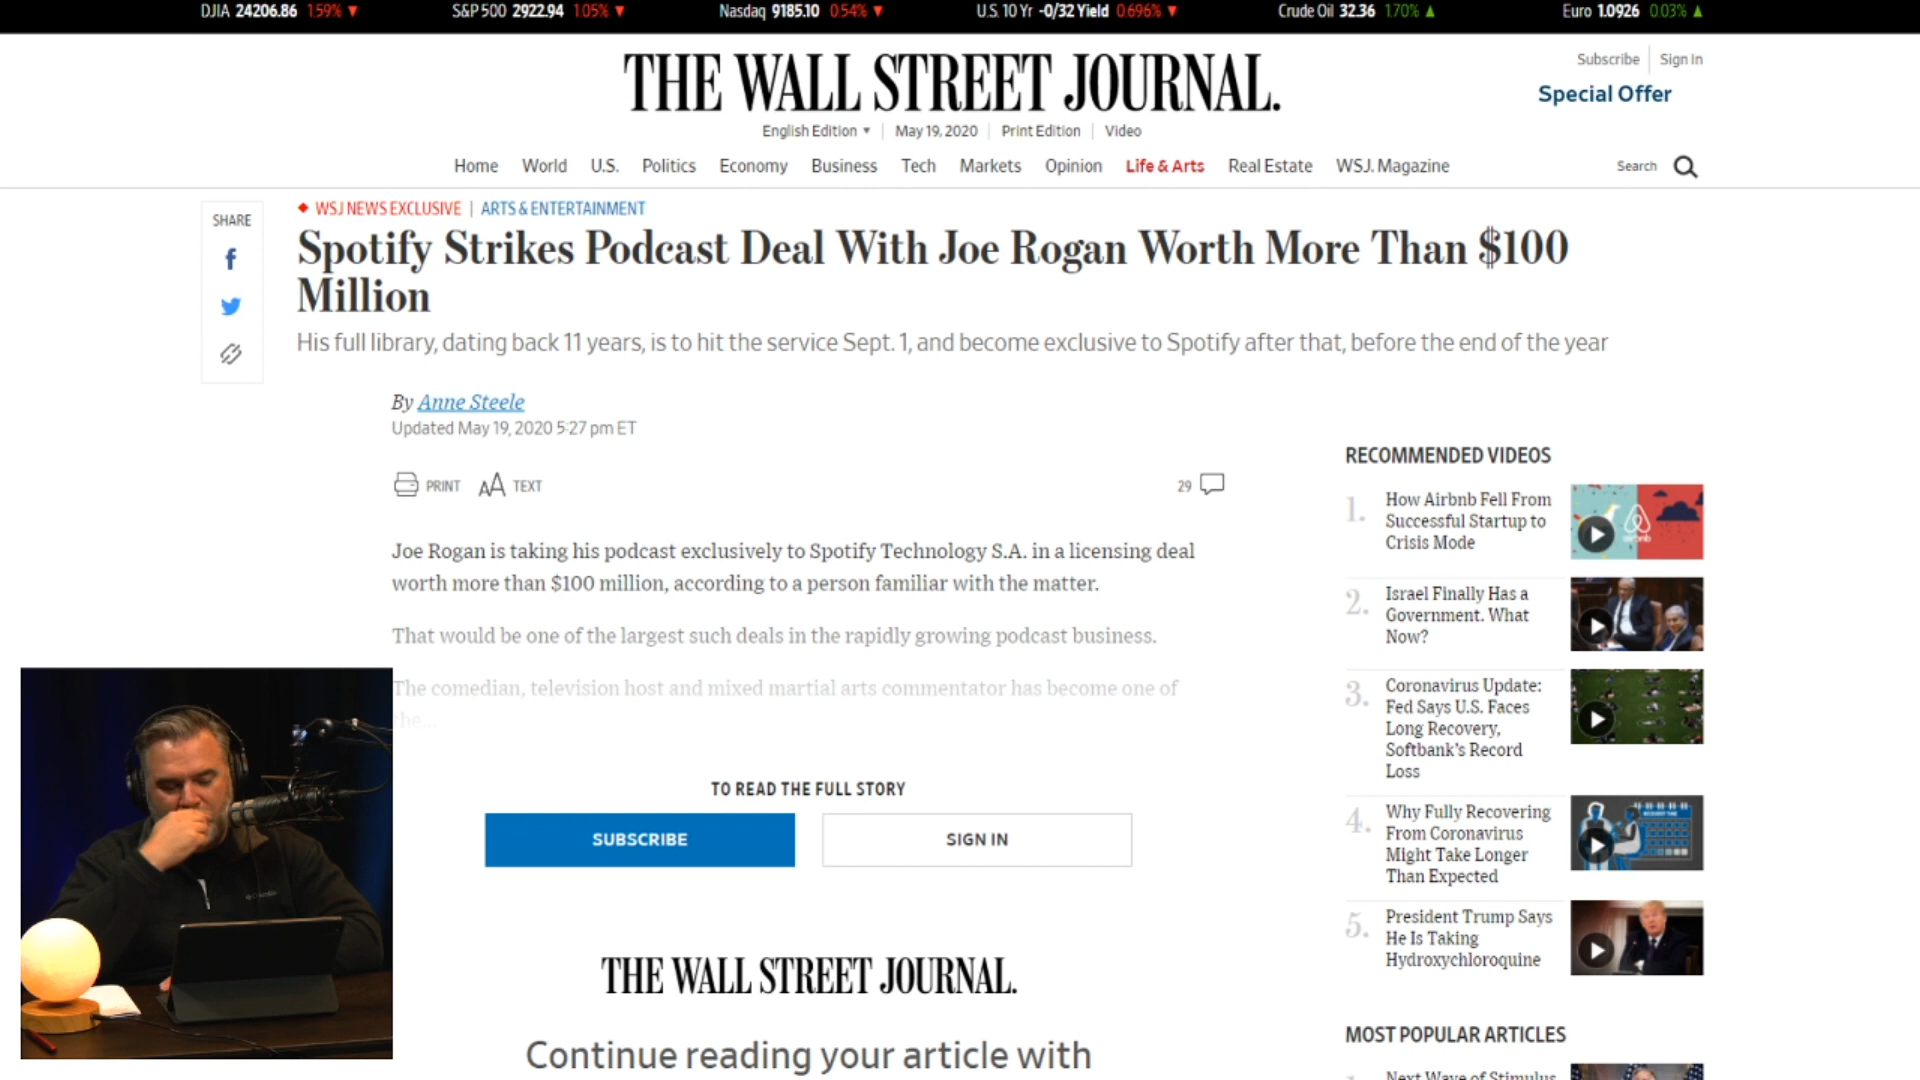 DJIA 24206.86 1.59% ▼ S&P 500 2922.94 1.05% ▼ Nasdaq 9185.10 0.54% ▼ U.S. 10 Yr -0/32 Yield 0.696% ▼ Crude Oil 32.36 1.70% ▲ Euro 1.0926 0.03% ▲
Subscribe | Sign In
Special Offer
THE WALL STREET JOURNAL.
English Edition ▾ | May 19, 2020 | Print Edition | Video
Home World U.S. Politics Economy Business Tech Markets Opinion Life & Arts Real Estate WSJ. Magazine Search
SHARE
WSJ NEWS EXCLUSIVE | ARTS & ENTERTAINMENT
Spotify Strikes Podcast Deal With Joe Rogan Worth More Than $100
Million
His full library, dating back 11 years, is to hit the service Sept. 1, and become exclusive to Spotify after that, before the end of the year
By Anne Steele
Updated May 19, 2020 5:27 pm ET
PRINT AA TEXT 29
Joe Rogan is taking his podcast exclusively to Spotify Technology S.A. in a licensing deal
worth more than $100 million, according to a person familiar with the matter.
That would be one of the largest such deals in the rapidly growing podcast business.
The comedian, television host and mixed martial arts commentator has become one of
the...
TO READ THE FULL STORY
SUBSCRIBE SIGN IN
THE WALL STREET JOURNAL.
Continue reading your article with
RECOMMENDED VIDEOS
1. How Airbnb Fell From
Successful Startup to
Crisis Mode
airbnb
2. Israel Finally Has a
Government. What
Now?
3. Coronavirus Update:
Fed Says U.S. Faces
Long Recovery,
Softbank's Record
Loss
4. Why Fully Recovering
From Coronavirus
Might Take Longer
Than Expected
5. President Trump Says
He Is Taking
Hydroxychloroquine
MOST POPULAR ARTICLES
Next Wave of Stimulus